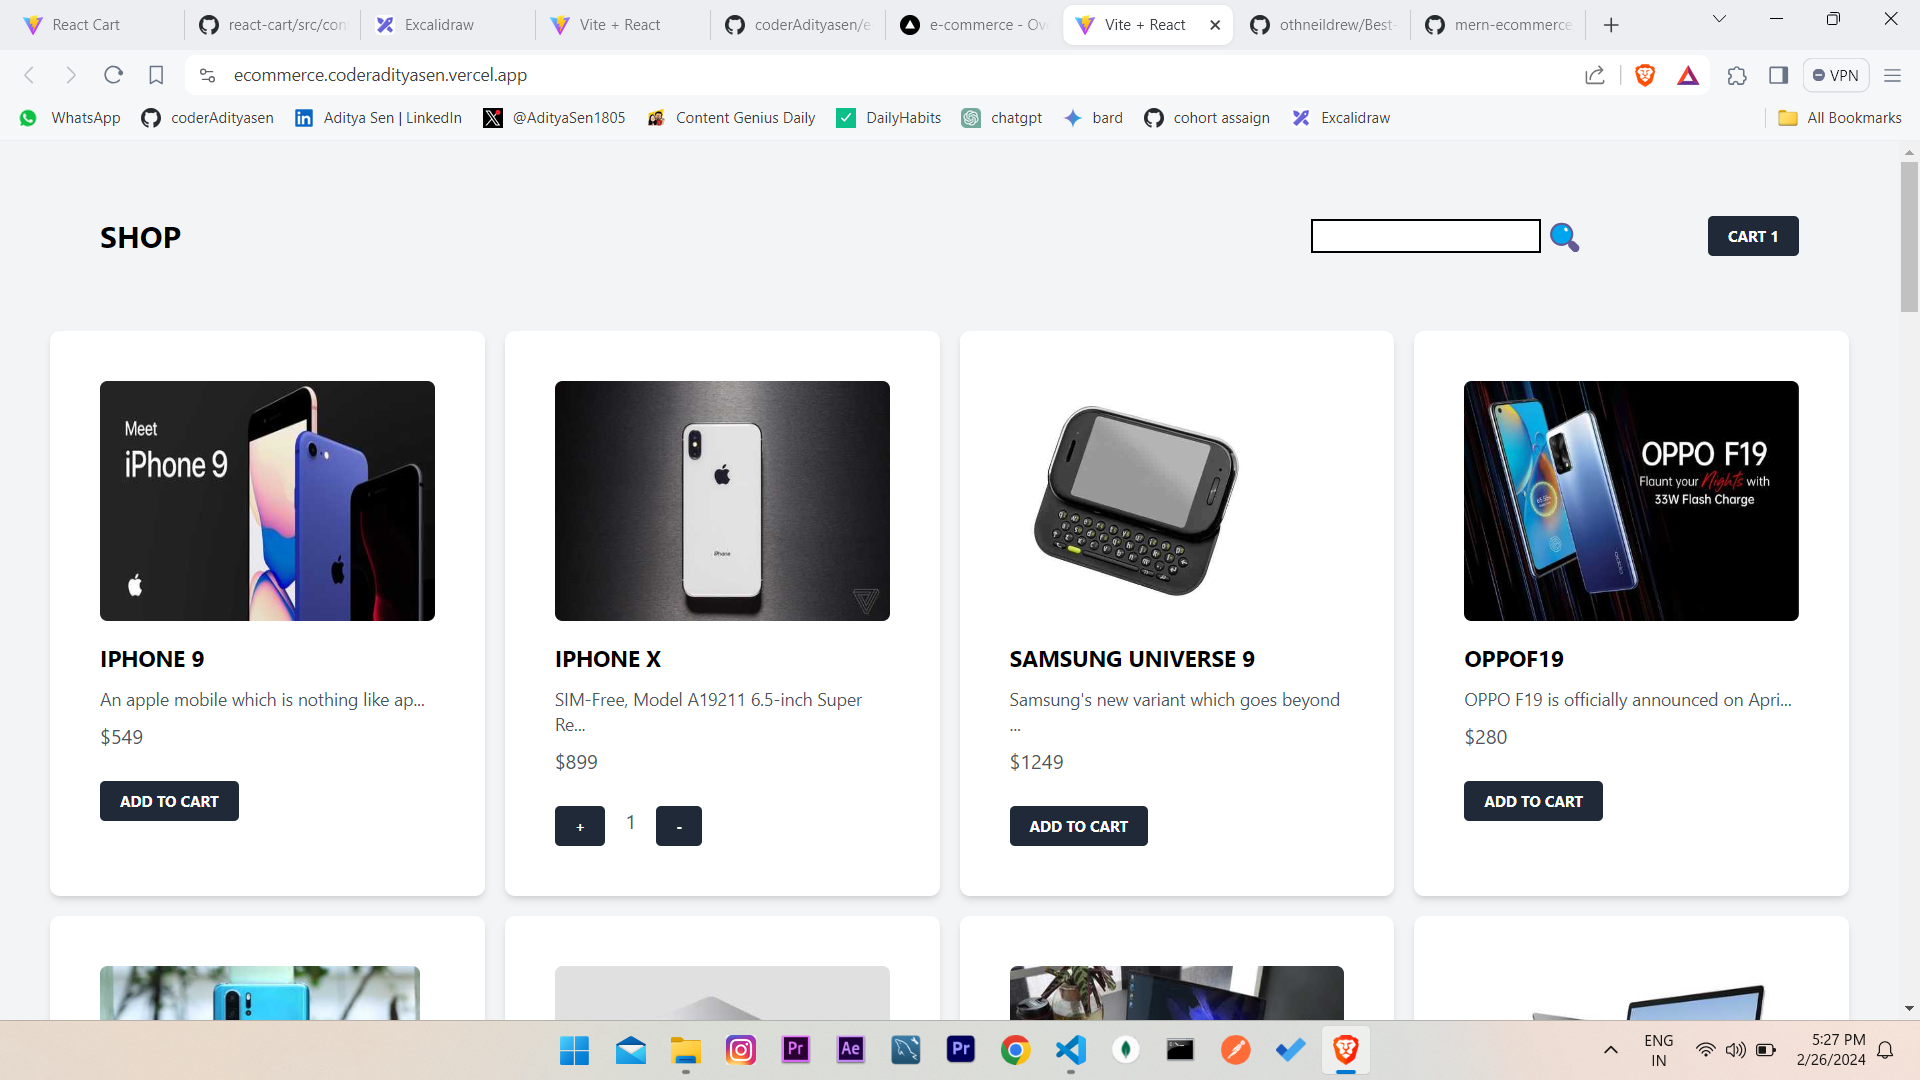 React Cart
react-cart/src/con
Excalidraw
Vite + React
coderAdityasen/e
e-commerce - Ov
Vite + React
othneildrew/Best-
mern-ecommerce
ecommerce.coderadityasen.vercel.app
VPN
WhatsApp
coderAdityasen
Aditya Sen | LinkedIn
@AdityaSen1805
Content Genius Daily
DailyHabits
chatgpt
bard
cohort assaign
Excalidraw
All Bookmarks
SHOP
CART 1
Meet
iPhone 9
iPhone
OPPO F19
Flaunt your Nights with
33W Flash Charge
IPHONE 9
An apple mobile which is nothing like ap...
$549
ADD TO CART
IPHONE X
SIM-Free, Model A19211 6.5-inch Super
Re...
$899
+ 1 -
SAMSUNG UNIVERSE 9
Samsung's new variant which goes beyond
...
$1249
ADD TO CART
OPPOF19
OPPO F19 is officially announced on Apri...
$280
ADD TO CART
Pr
Ae
Pr
ENG
IN
5:27 PM
2/26/2024